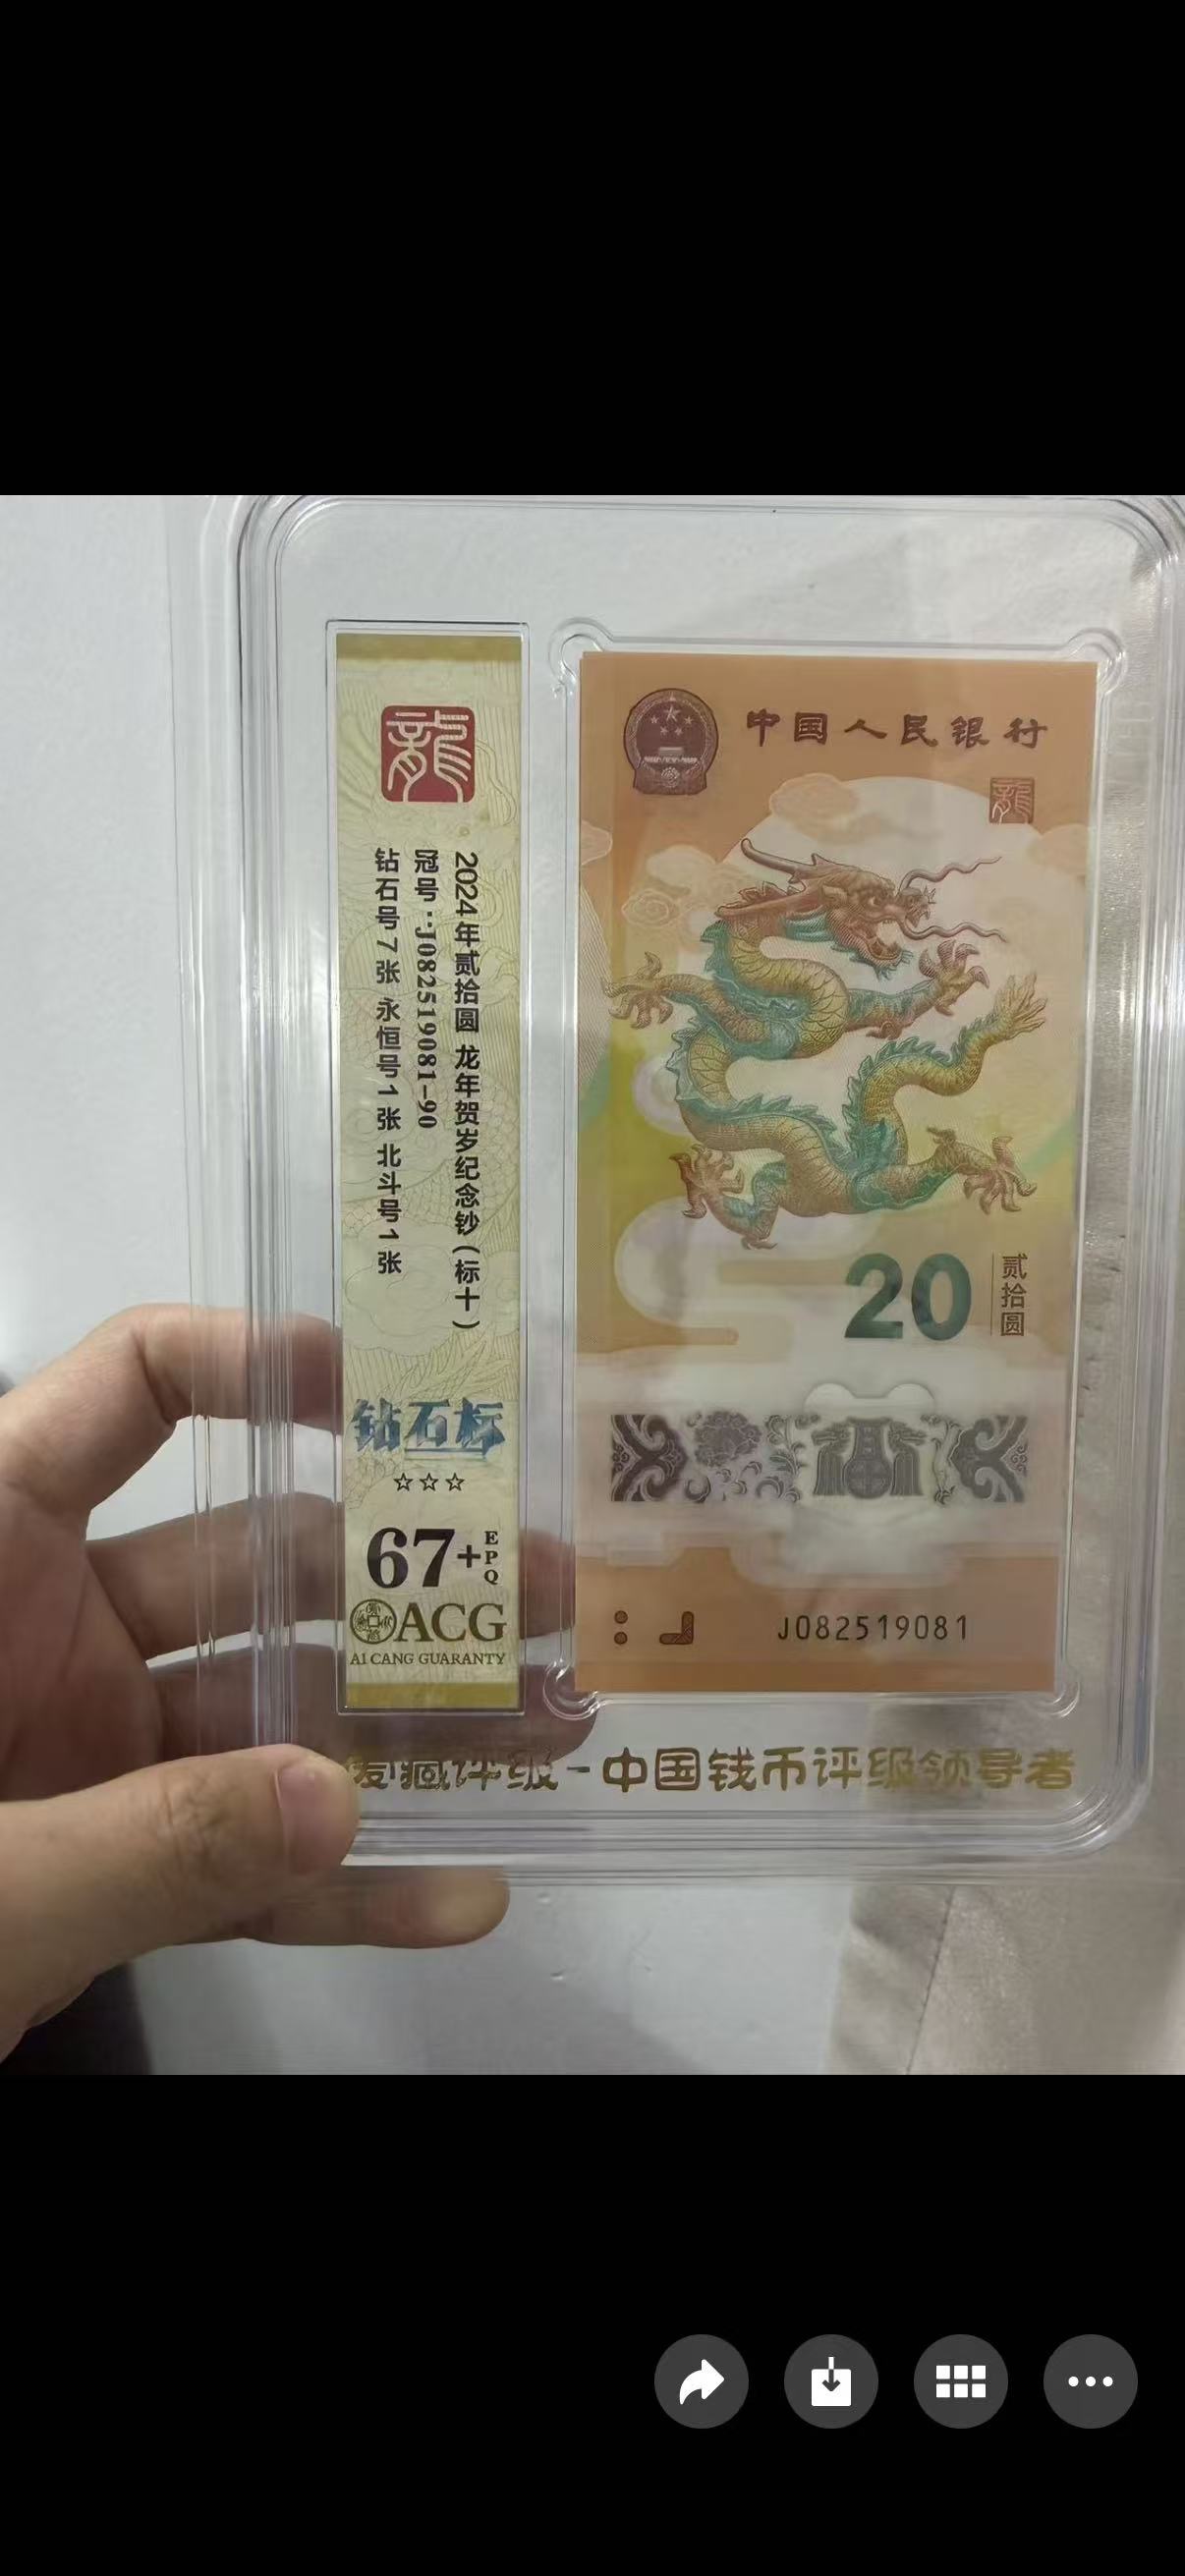 龍
2024年贰拾圆 龙年贺岁纪念钞(标十)
冠号:J082519081-90
钻石号7张 永恒号1张 北斗号1张
钻石标
☆☆☆
67+EPQ
ACG
AI CANG GUARANTY
中国人民银行
龍
20
贰拾圆
J082519081
爱藏评级-中国钱币评级领导者